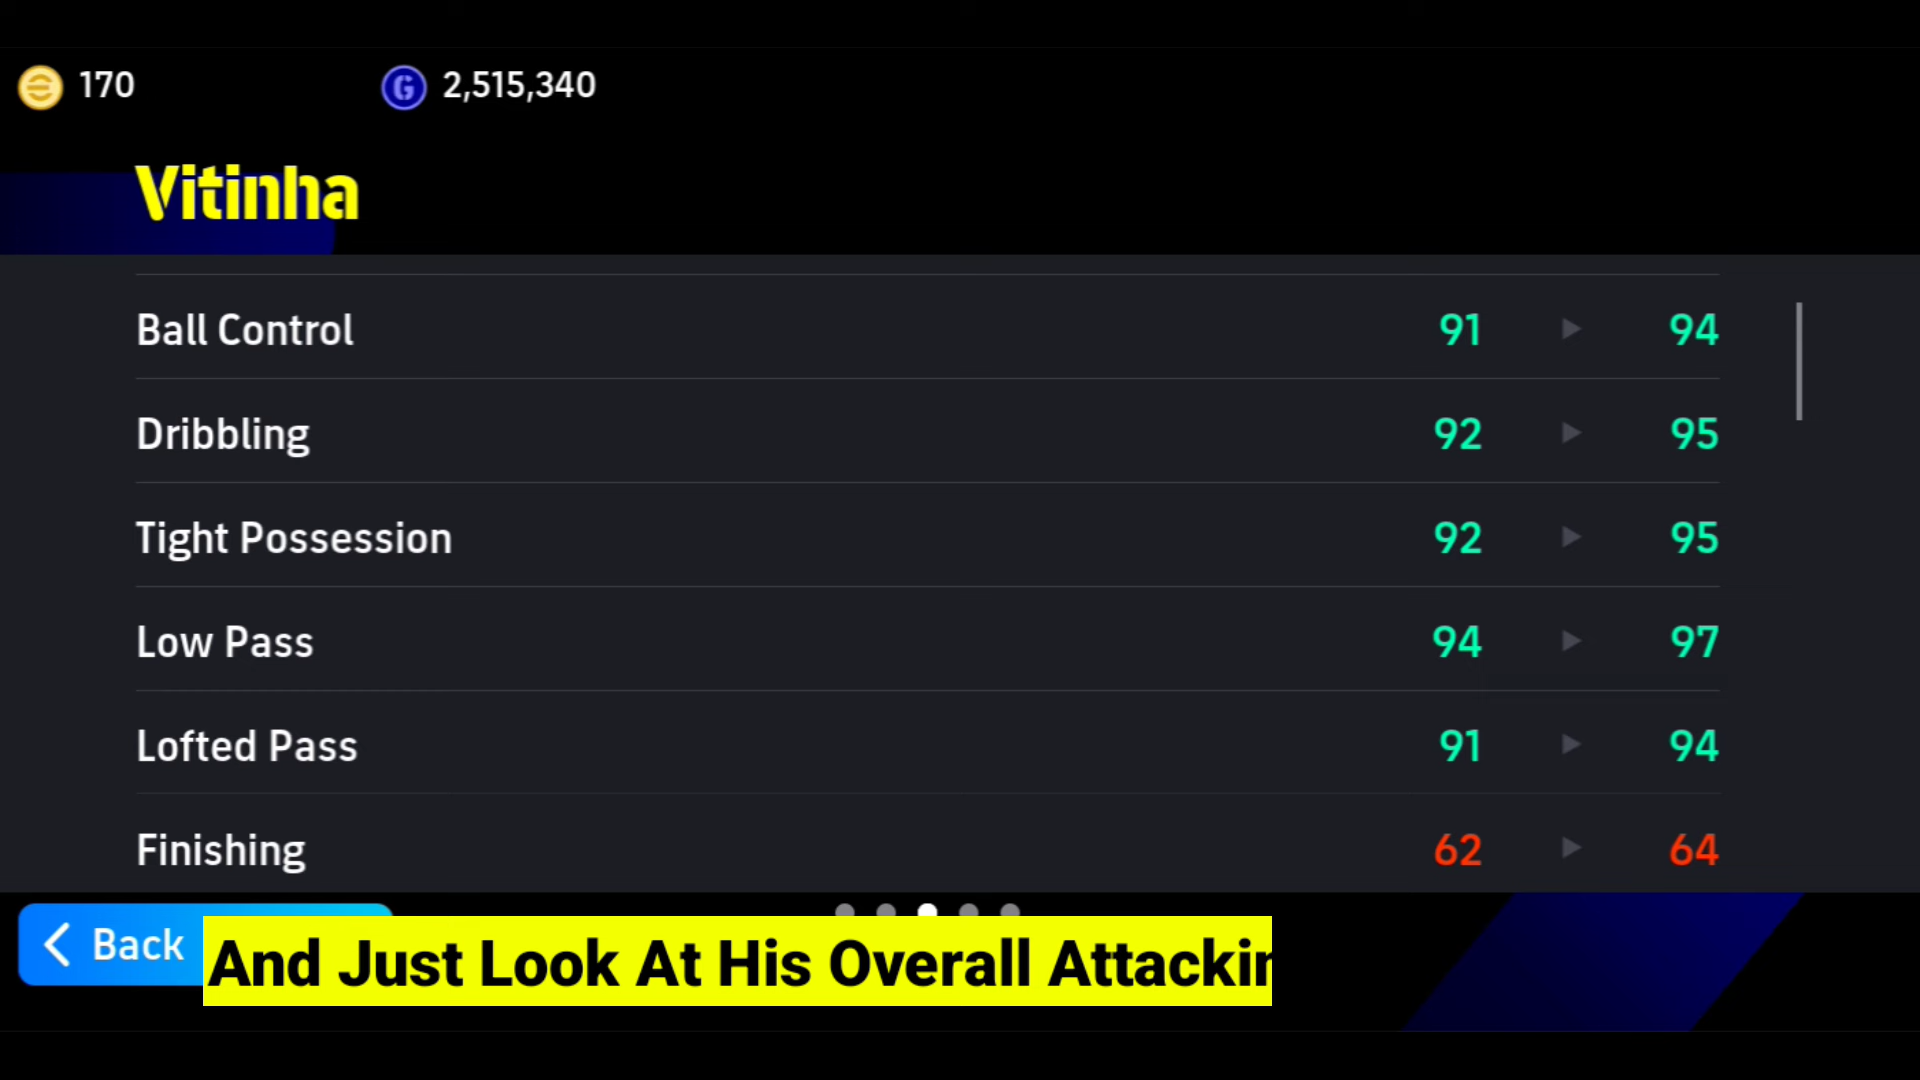 170 2,515,340
Vitinha
Ball Control 91 94
Dribbling 92 95
Tight Possession 92 95
Low Pass 94 97
Lofted Pass 91 94
Finishing 62 64
Back
And Just Look At His Overall Attackin